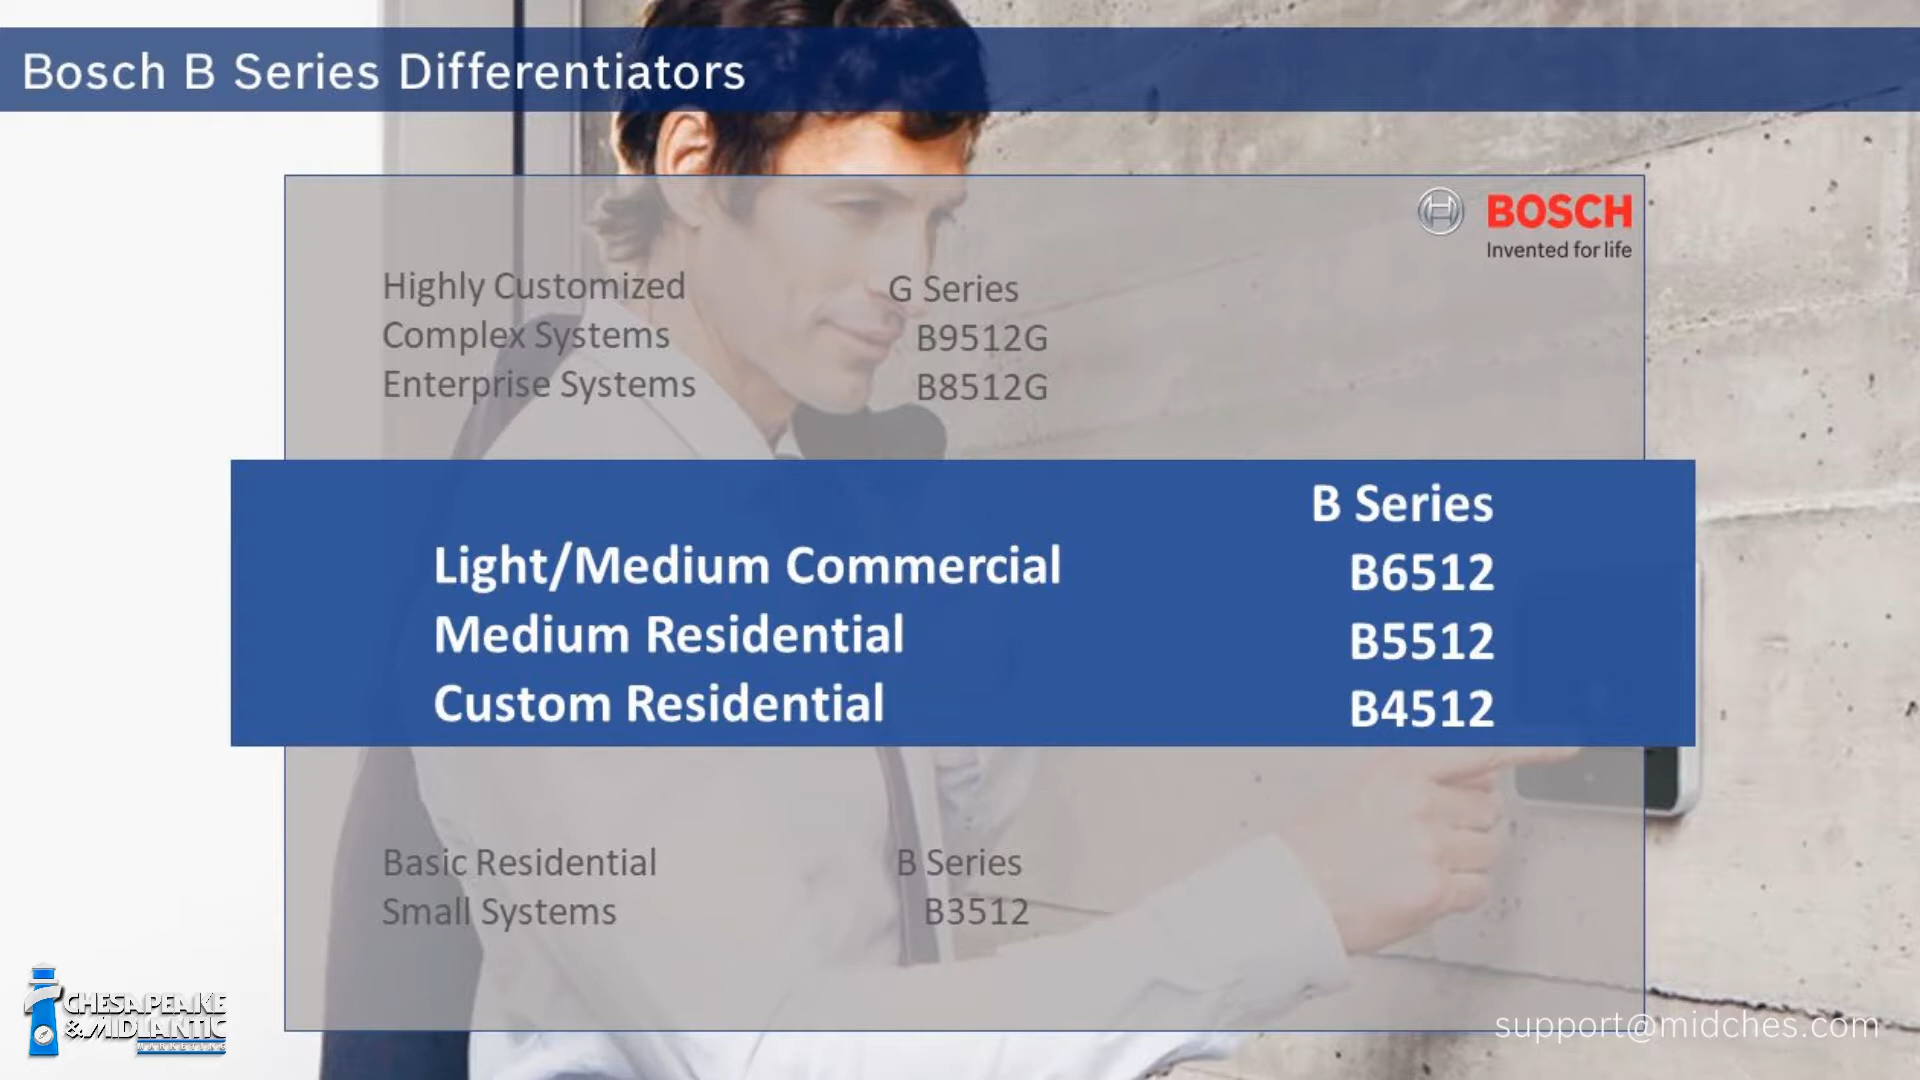 Bosch B Series Differentiators
BOSCH
Invented for life
Highly Customized G Series
Complex Systems B9512G
Enterprise Systems B8512G
B Series
Light/Medium Commercial B6512
Medium Residential B5512
Custom Residential B4512
Basic Residential B Series
Small Systems B3512
CHESAPEAKE
&MIDLANTIC
MARKETING
support@midches.com